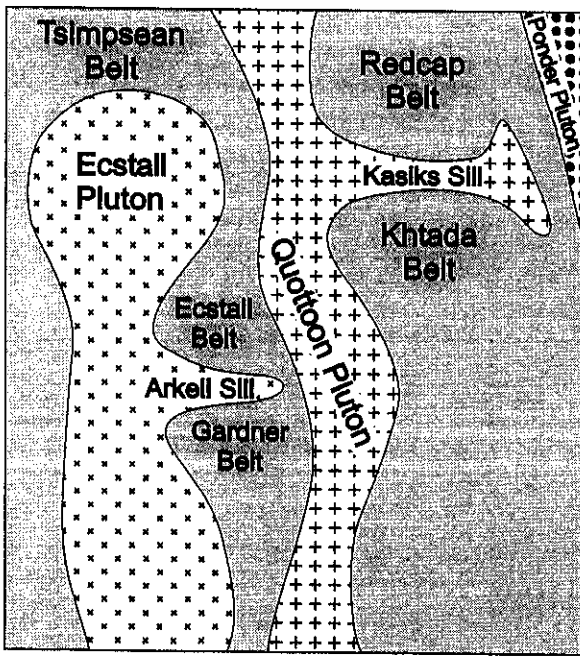 Tsimpsean
Belt
Redcap
Belt
(Ponder Pluton)
Ecstall
Pluton
Kasiks Sill
Khtada
Belt
Quottoon Pluton
Ecstall
Belt
Arkell Sill
Gardner
Belt